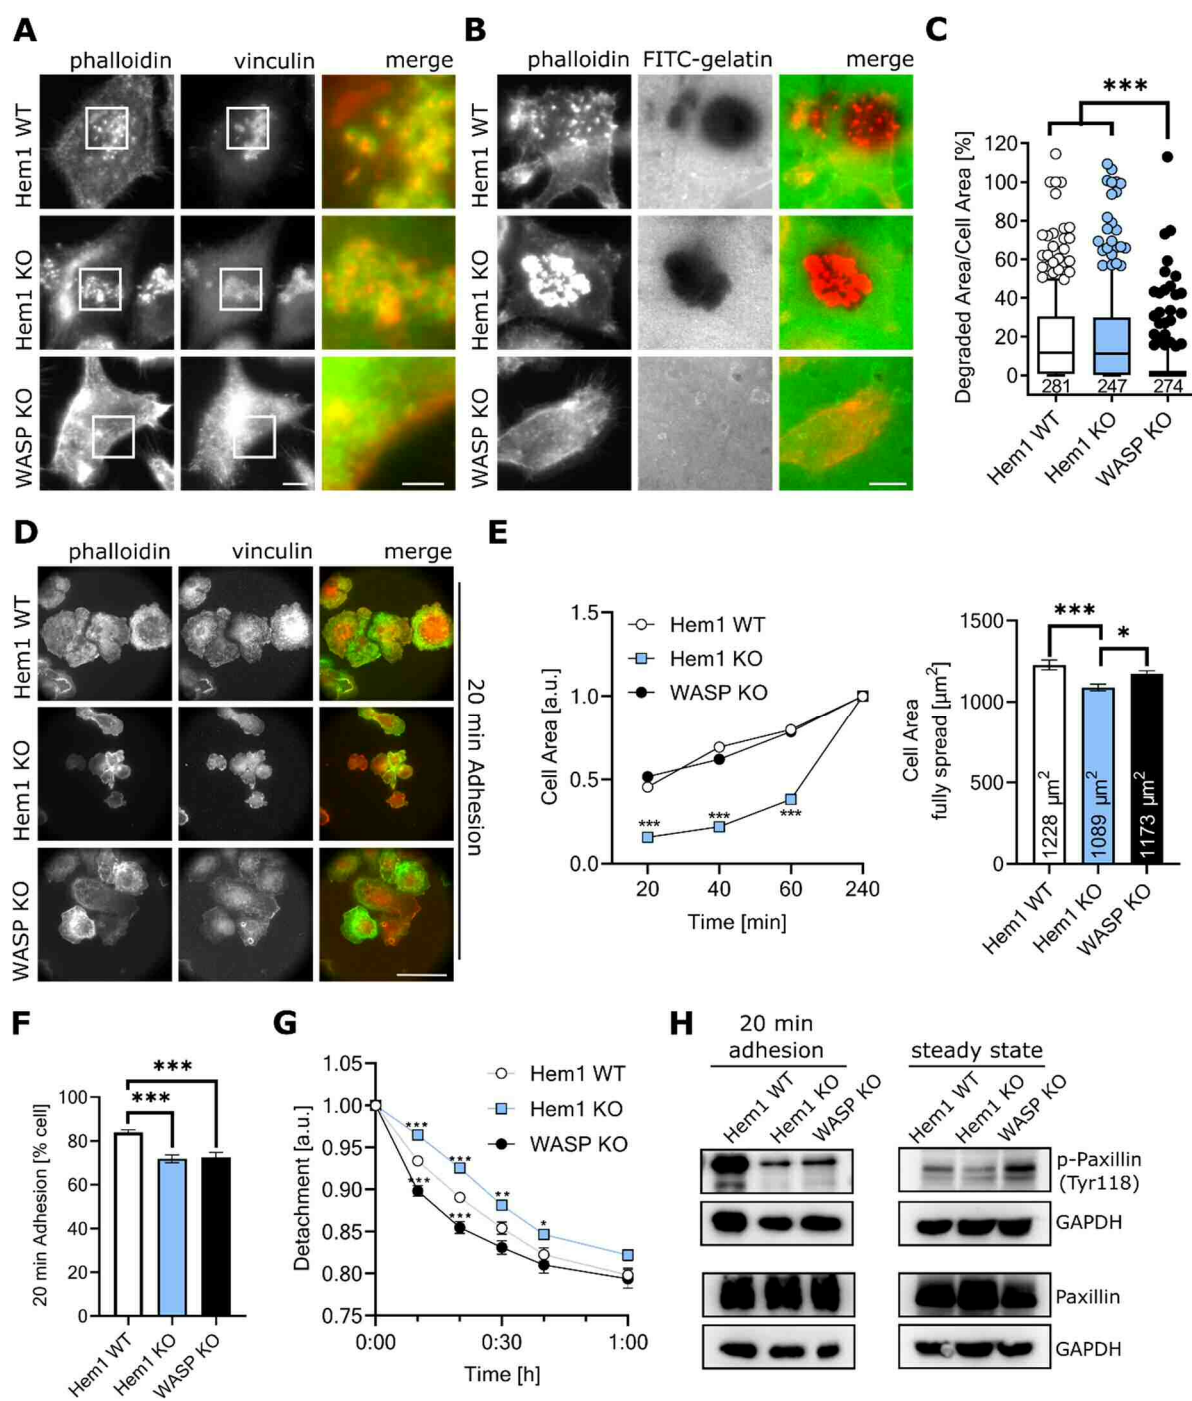 A
phalloidin vinculin merge
Hem1 WT
Hem1 KO
WASP KO
B
phalloidin FITC-gelatin merge
Hem1 WT
Hem1 KO
WASP KO
C
***
Degraded Area/Cell Area [%]
120
100
80
60
40
20
0
281 247 274
Hem1 WT
Hem1 KO
WASP KO
D
phalloidin vinculin merge
Hem1 WT
Hem1 KO
WASP KO
20 min Adhesion
E
Cell Area [a.u.]
1.5
1.0
0.5
0.0
Hem1 WT
Hem1 KO
WASP KO
*** *** ***
20 40 60 240
Time [min]
Cell Area
fully spread [µm²]
1500
1000
500
0
***
*
1228 µm²
1089 µm²
1173 µm²
Hem1 WT
Hem1 KO
WASP KO
F
20 min Adhesion [% cell]
100
80
60
40
20
0
***
***
Hem1 WT
Hem1 KO
WASP KO
G
Detachment [a.u.]
1.05
1.00
0.95
0.90
0.85
0.80
0.75
Hem1 WT
Hem1 KO
WASP KO
*** *** ** *
*** ***
0:00 0:30 1:00
Time [h]
H
20 min
adhesion
steady state
Hem1 WT
Hem1 KO
WASP KO
Hem1 WT
Hem1 KO
WASP KO
p-Paxillin
(Tyr118)
GAPDH
Paxillin
GAPDH